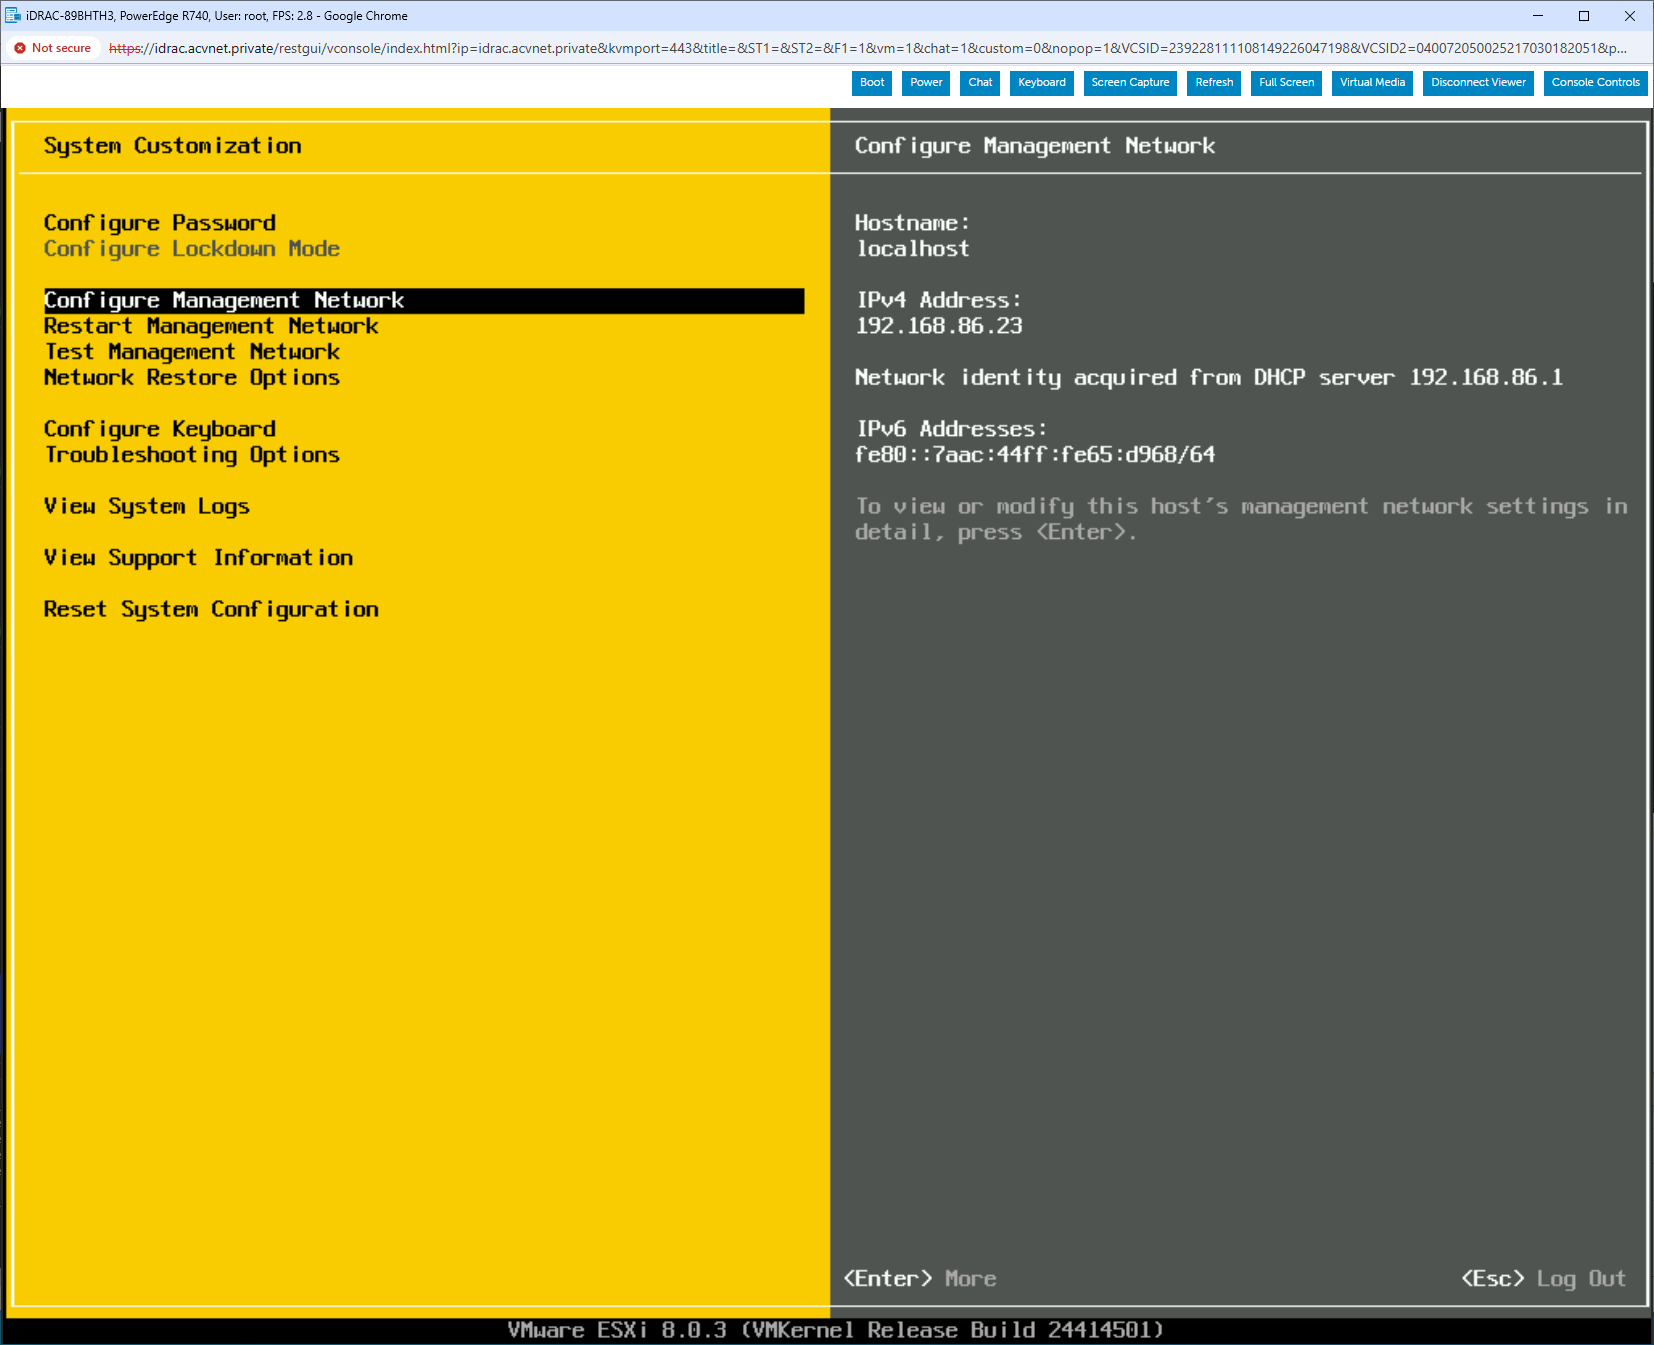 iDRAC-89BHTH3, PowerEdge R740, User: root, FPS: 2.8 - Google Chrome
Not secure https://idrac.acvnet.private/restgui/vconsole/index.html?ip=idrac.acvnet.private&kvmport=443&title=&ST1=&ST2=&F1=1&vm=1&chat=1&custom=0&nopop=1&VCSID=239228111108149226047198&VCSID2=040072050025217030182051&p...
Boot Power Chat Keyboard Screen Capture Refresh Full Screen Virtual Media Disconnect Viewer Console Controls
System Customization
Configure Password
Configure Lockdown Mode
Configure Management Network
Restart Management Network
Test Management Network
Network Restore Options
Configure Keyboard
Troubleshooting Options
View System Logs
View Support Information
Reset System Configuration
Configure Management Network
Hostname:
localhost
IPv4 Address:
192.168.86.23
Network identity acquired from DHCP server 192.168.86.1
IPv6 Addresses:
fe80::7aac:44ff:fe65:d968/64
To view or modify this host's management network settings in
detail, press <Enter>.
<Enter> More
<Esc> Log Out
VMware ESXi 8.0.3 (VMKernel Release Build 24414501)